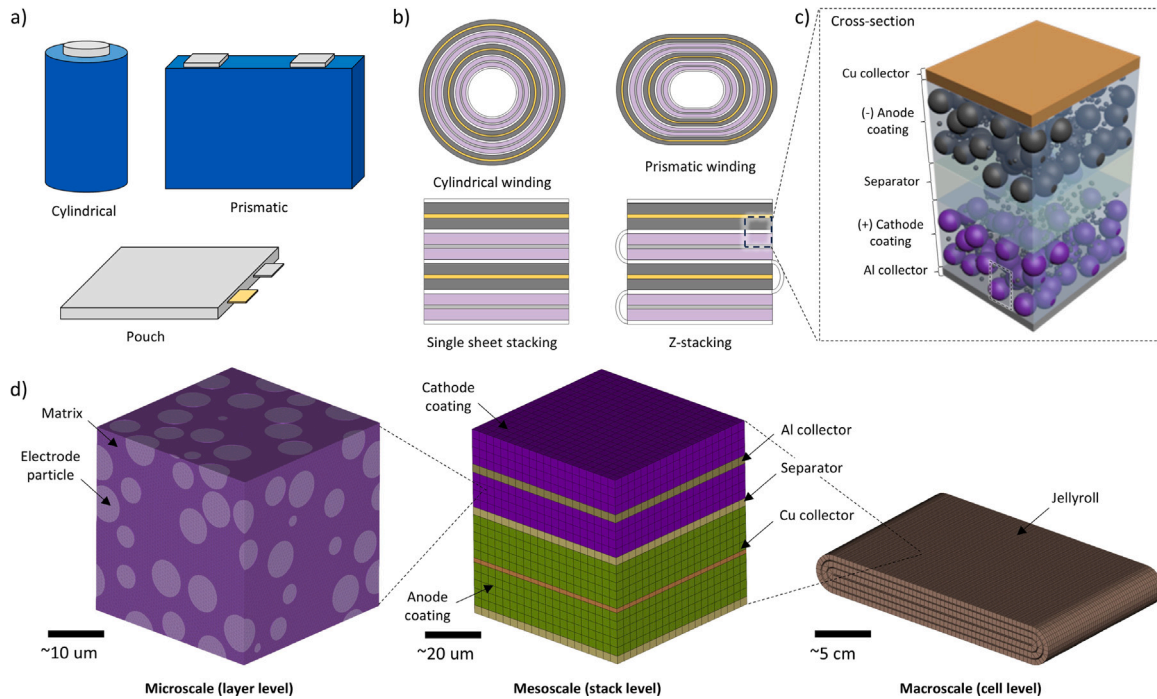 a)
Cylindrical
Prismatic
Pouch
b)
Cylindrical winding
Prismatic winding
Single sheet stacking
Z-stacking
c)
Cross-section
Cu collector
(-) Anode
coating
Separator
(+) Cathode
coating
Al collector
d)
Matrix
Electrode
particle
~10 um
Microscale (layer level)
Cathode
coating
Al collector
Separator
Cu collector
Anode
coating
~20 um
Mesoscale (stack level)
Jellyroll
~5 cm
Macroscale (cell level)